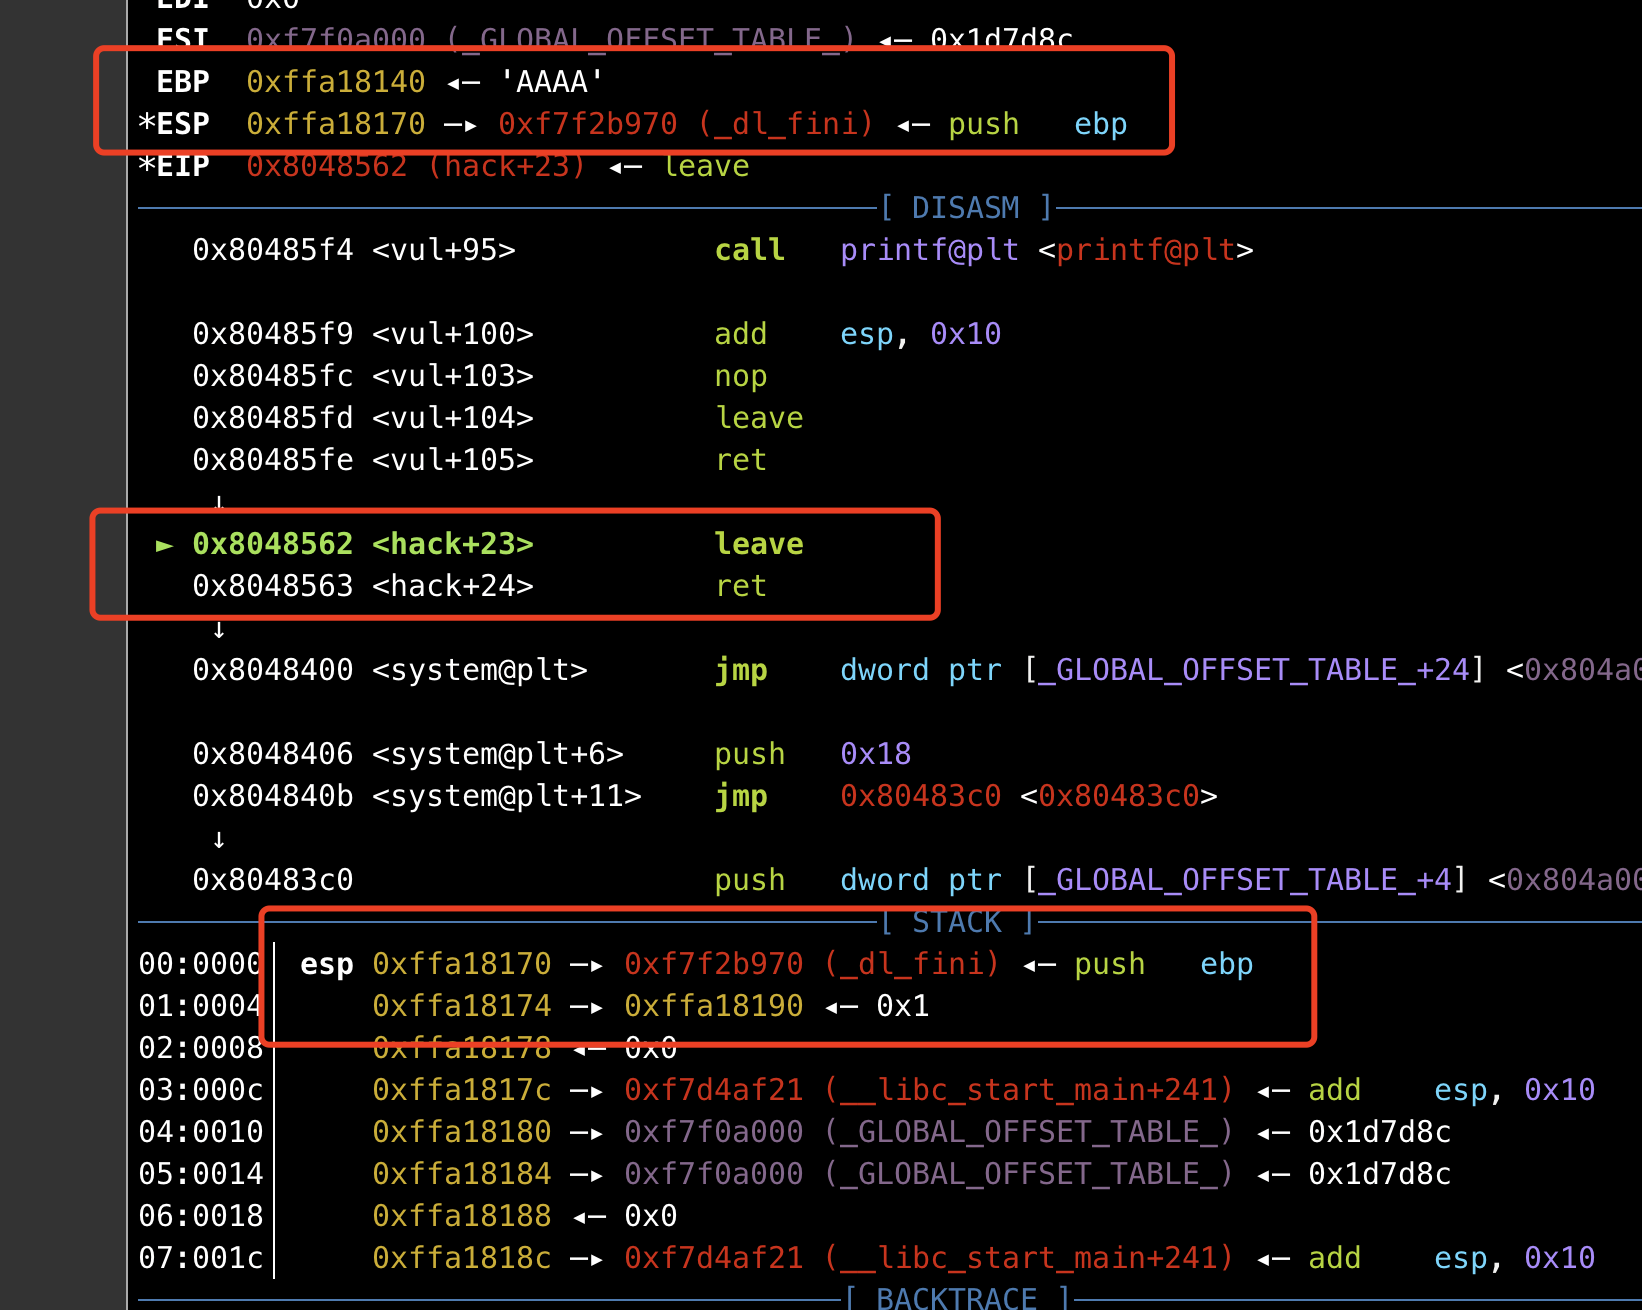 EDI  0x0
ESI  0xf7f0a000 (_GLOBAL_OFFSET_TABLE_) ◂— 0x1d7d8c
EBP  0xffa18140 ◂— 'AAAA'
*ESP  0xffa18170 —▸ 0xf7f2b970 (_dl_fini) ◂— push   ebp
*EIP  0x8048562 (hack+23) ◂— leave
[ DISASM ]
0x80485f4 <vul+95>          call   printf@plt <printf@plt>
0x80485f9 <vul+100>          add    esp, 0x10
0x80485fc <vul+103>          nop
0x80485fd <vul+104>          leave
0x80485fe <vul+105>          ret
↓
► 0x8048562 <hack+23>          leave
0x8048563 <hack+24>          ret
↓
0x8048400 <system@plt>       jmp    dword ptr [_GLOBAL_OFFSET_TABLE_+24] <0x804a0
0x8048406 <system@plt+6>     push   0x18
0x804840b <system@plt+11>    jmp    0x80483c0 <0x80483c0>
↓
0x80483c0                    push   dword ptr [_GLOBAL_OFFSET_TABLE_+4] <0x804a00
[ STACK ]
00:0000│ esp 0xffa18170 —▸ 0xf7f2b970 (_dl_fini) ◂— push   ebp
01:0004│     0xffa18174 —▸ 0xffa18190 ◂— 0x1
02:0008│     0xffa18178 ◂— 0x0
03:000c│     0xffa1817c —▸ 0xf7d4af21 (__libc_start_main+241) ◂— add    esp, 0x10
04:0010│     0xffa18180 —▸ 0xf7f0a000 (_GLOBAL_OFFSET_TABLE_) ◂— 0x1d7d8c
05:0014│     0xffa18184 —▸ 0xf7f0a000 (_GLOBAL_OFFSET_TABLE_) ◂— 0x1d7d8c
06:0018│     0xffa18188 ◂— 0x0
07:001c│     0xffa1818c —▸ 0xf7d4af21 (__libc_start_main+241) ◂— add    esp, 0x10
[ BACKTRACE ]